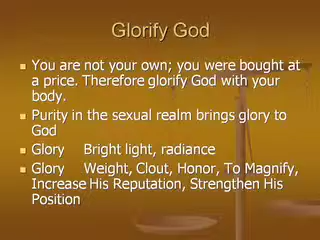 Glorify God
You are not your own; you were bought at
a price. Therefore glorify God with your
body.
Purity in the sexual realm brings glory to
God
Glory Bright light, radiance
Glory Weight, Clout, Honor, To Magnify,
Increase His Reputation, Strengthen His
Position